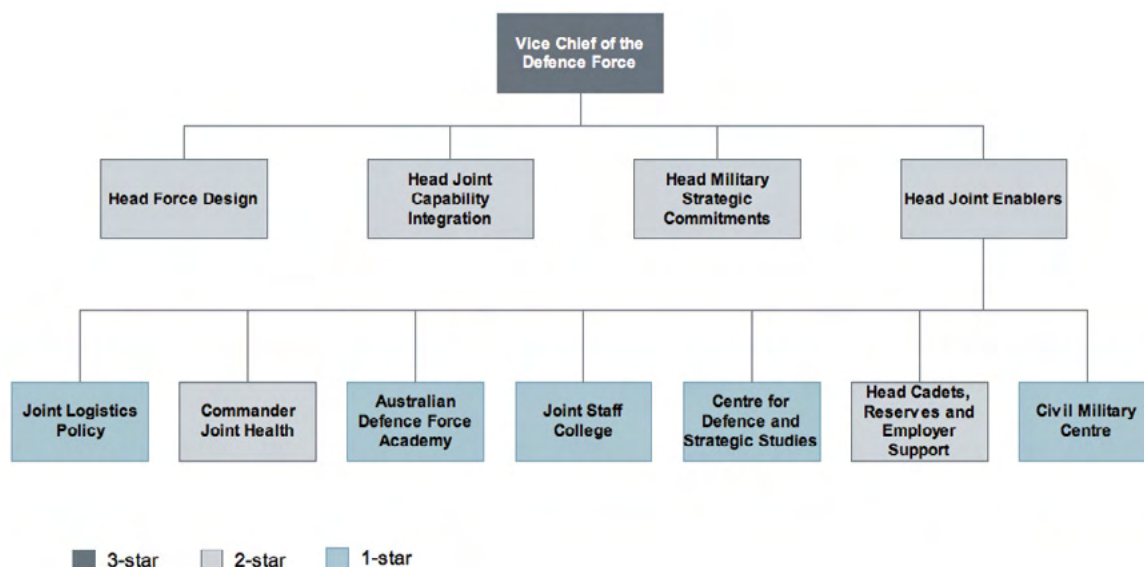 Vice Chief of the
Defence Force
Head Force Design
Head Joint
Capability
Integration
Head Military
Strategic
Commitments
Head Joint Enablers
Joint Logistics
Policy
Commander
Joint Health
Australian
Defence Force
Academy
Joint Staff
College
Centre for
Defence and
Strategic Studies
Head Cadets,
Reserves and
Employer
Support
Civil Military
Centre
3-star
2-star
1-star